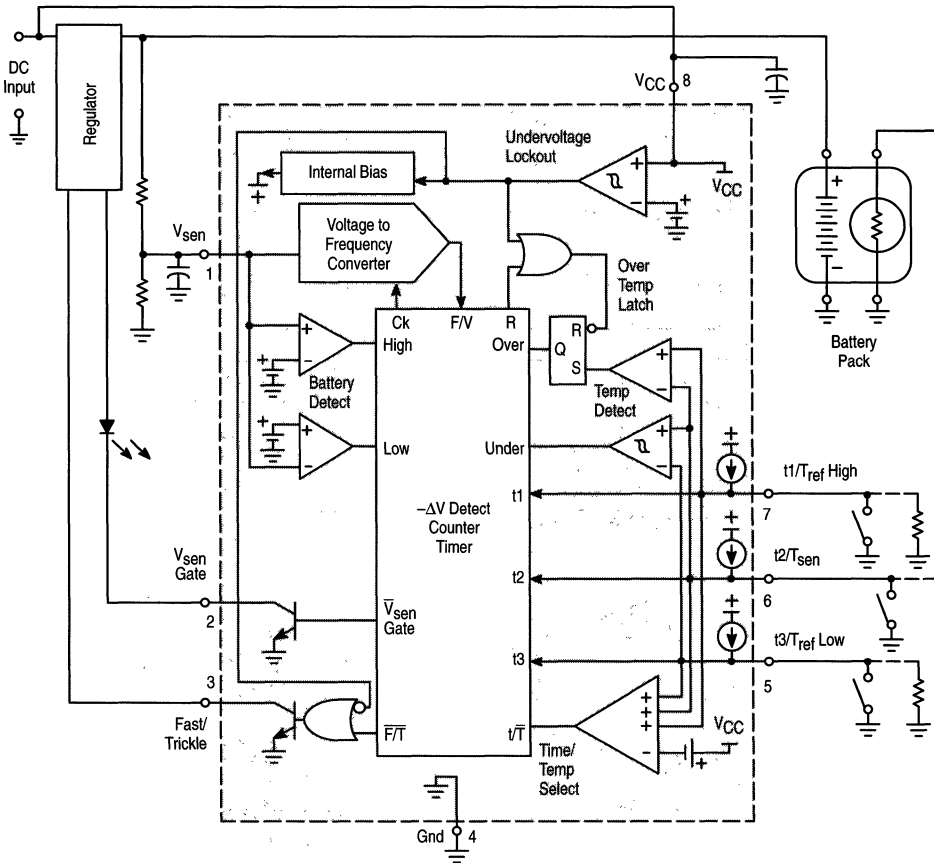 DC
Input
Regulator
VCC 8
Undervoltage
Lockout
Internal Bias
+
+
−
+
VCC
Vsen
1
Voltage to
Frequency
Converter
Over
Temp
Latch
+
−
Battery
Pack
Ck F/V R
High
Over
R
Q
S
+
−
+
Battery
Detect
Temp
Detect
+
−
+
+
−
Low
Under
+
−
+
t1/Tref High
t1
7
−ΔV Detect
Counter
Timer
+
t2/Tsen
t2
6
Vsen
Gate
2
V̅sen
Gate
+
t3/Tref Low
t3
5
3
Fast/
Trickle
F̅/̅T̅
t/T̅
+
+
+
−
+
VCC
Time/
Temp
Select
Gnd 4